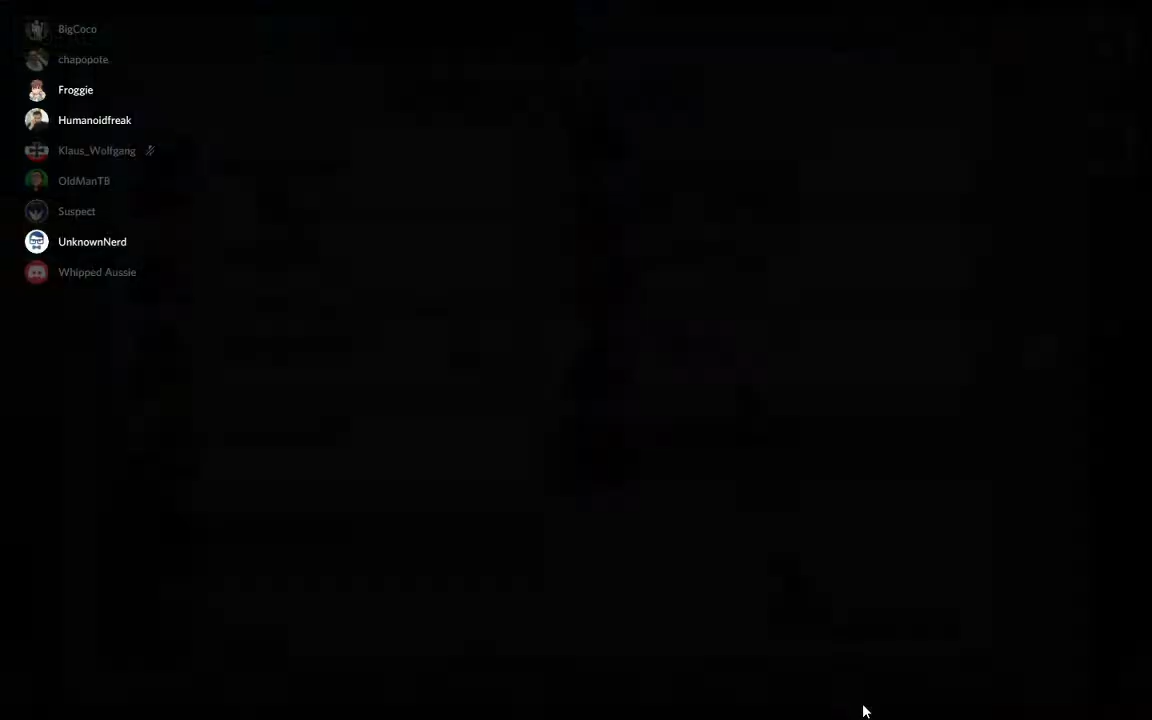 BigCoco
chapopote
Froggie
Humanoidfreak
Klaus_Wolfgang
OldManTB
Suspect
UnknownNerd
Whipped Aussie